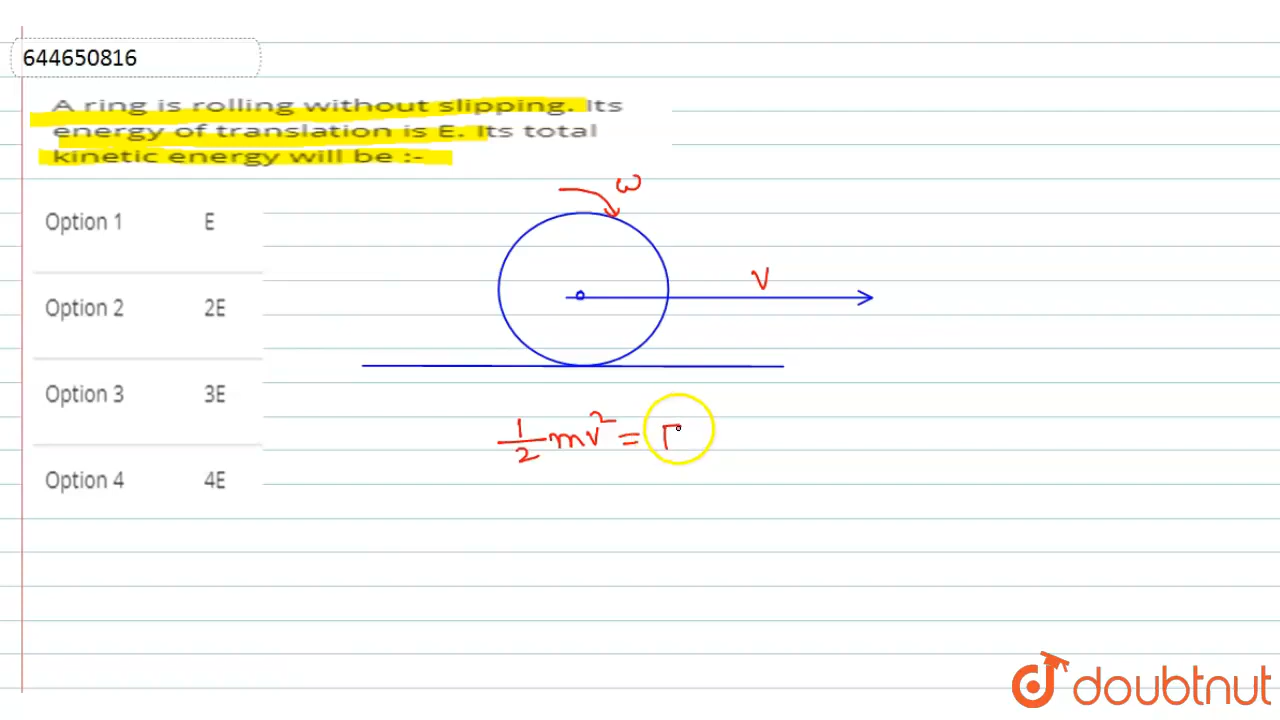 644650816
A ring is rolling without slipping. Its
energy of translation is E. Its total
kinetic energy will be :-
ω
Option 1 E
V
Option 2 2E
Option 3 3E
1/2 mv² =
Option 4 4E
doubtnut